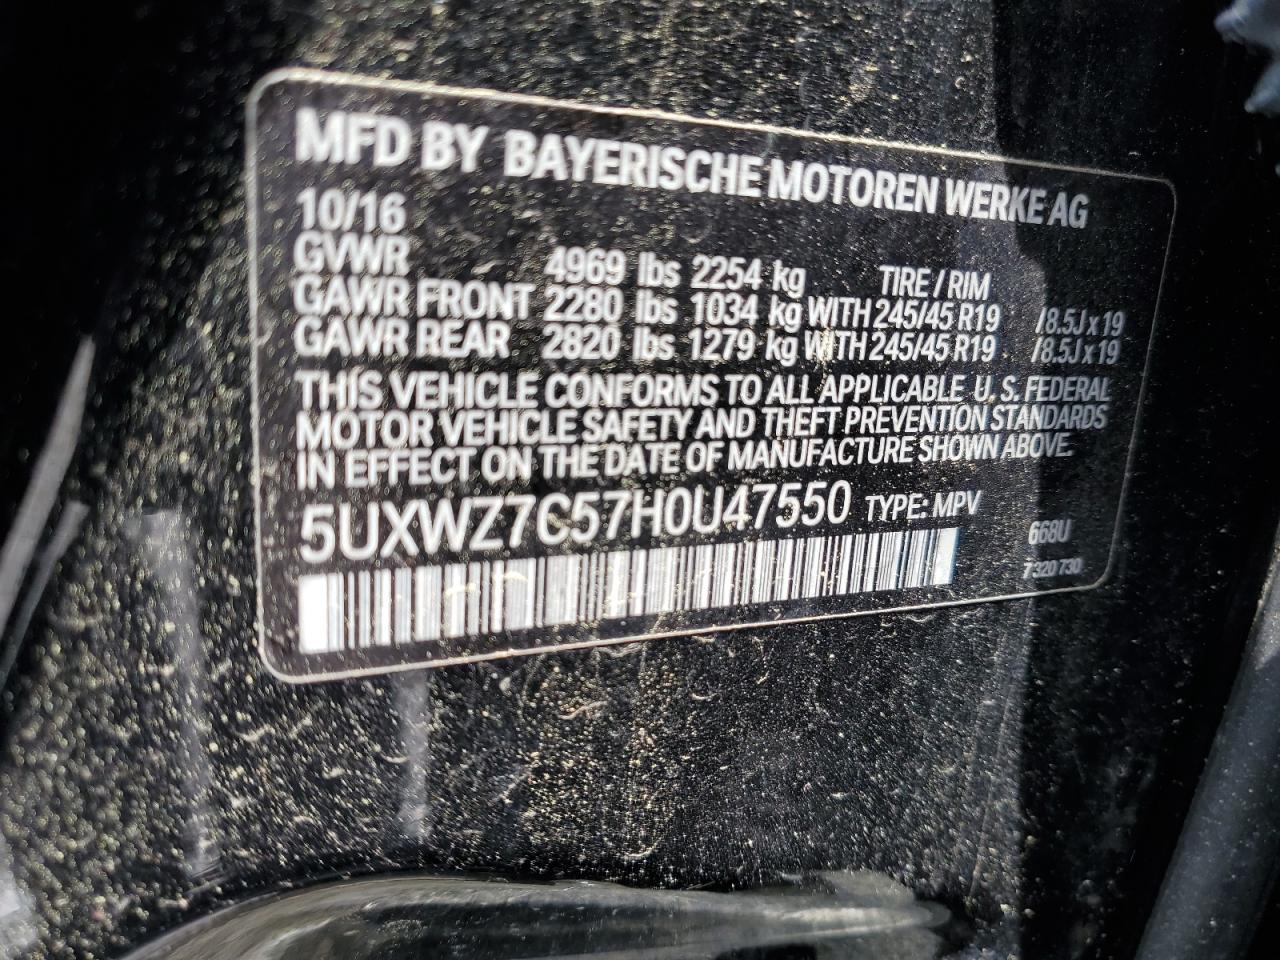 MFD BY BAYERISCHE MOTOREN WERKE AG
10/16
GVWR 4969 lbs 2254 kg TIRE / RIM
GAWR FRONT 2280 lbs 1034 kg WITH 245/45 R19 /8.5J x 19
GAWR REAR 2820 lbs 1279 kg WITH 245/45 R19 /8.5J x 19
THIS VEHICLE CONFORMS TO ALL APPLICABLE U.S. FEDERAL
MOTOR VEHICLE SAFETY AND THEFT PREVENTION STANDARDS
IN EFFECT ON THE DATE OF MANUFACTURE SHOWN ABOVE.
5UXWZ7C57H0U47550 TYPE: MPV
668U
7 320 730